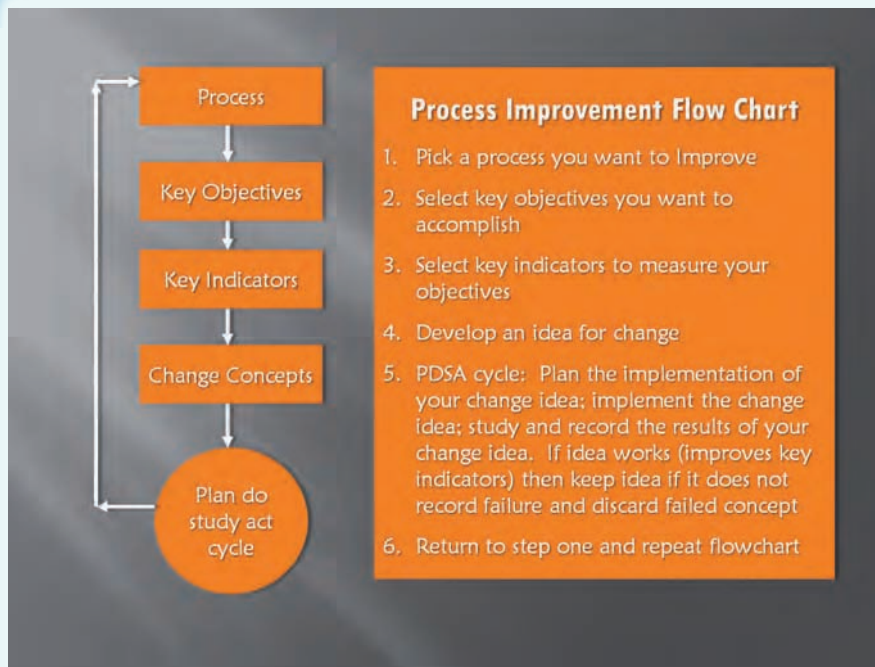 Process
Key Objectives
Key Indicators
Change Concepts
Plan do
study act
cycle
Process Improvement Flow Chart
1. Pick a process you want to Improve
2. Select key objectives you want to
accomplish
3. Select key indicators to measure your
objectives
4. Develop an idea for change
5. PDSA cycle: Plan the implementation of
your change idea; implement the change
idea; study and record the results of your
change idea. If idea works (improves key
indicators) then keep idea if it does not
record failure and discard failed concept
6. Return to step one and repeat flowchart